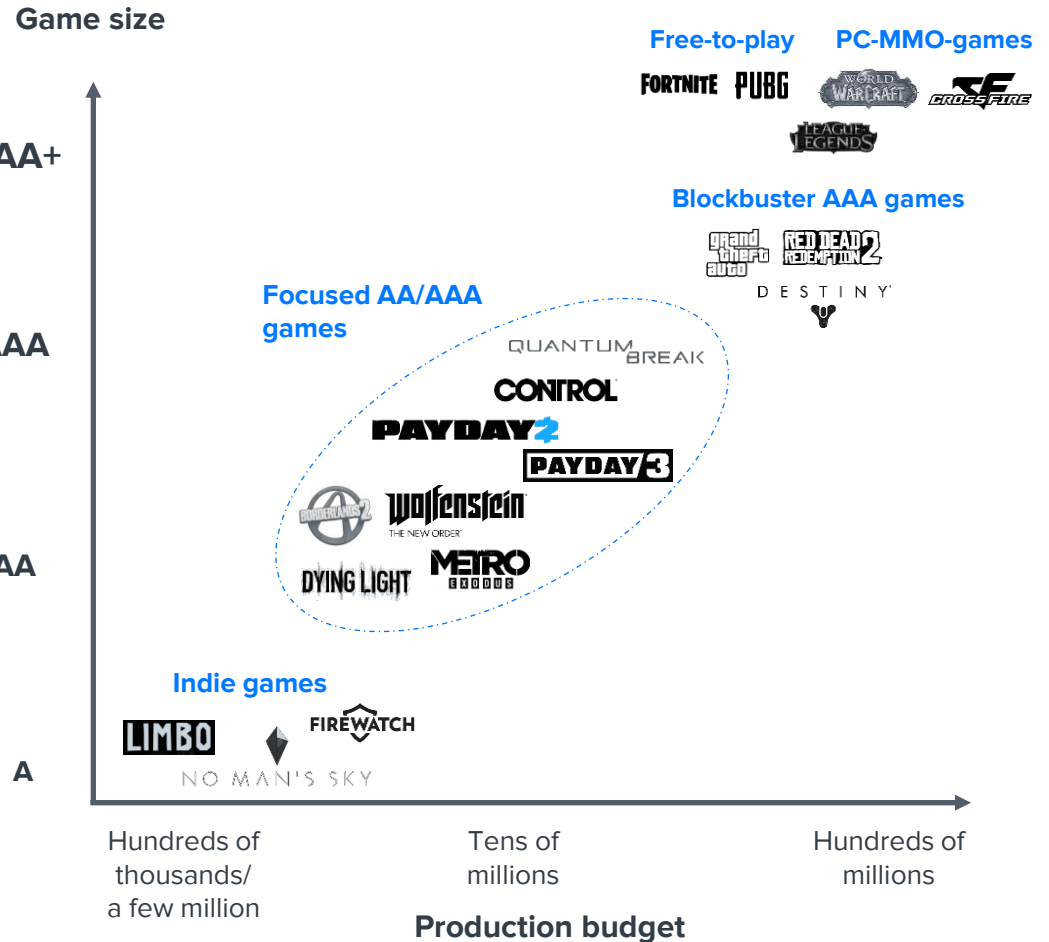 Game size
Free-to-play
PC-MMO-games
FORTNITE
PUBG
WORLD
WARCRAFT
CF
CROSSFIRE
AA+
LEAGUE
LEGENDS
Blockbuster AAA games
grand
theft
auto
RED DEAD
REDEMPTION 2
DESTINY
Focused AA/AAA
games
AA
QUANTUM
BREAK
CONTROL
PAYDAY 2
PAYDAY 3
BORDERLANDS 2
Wolfenstein
THE NEW ORDER
AA
DYING LIGHT
METRO
EXODUS
Indie games
LIMBO
FIREWATCH
NO MAN'S SKY
A
Hundreds of
thousands/
a few million
Tens of
millions
Hundreds of
millions
Production budget